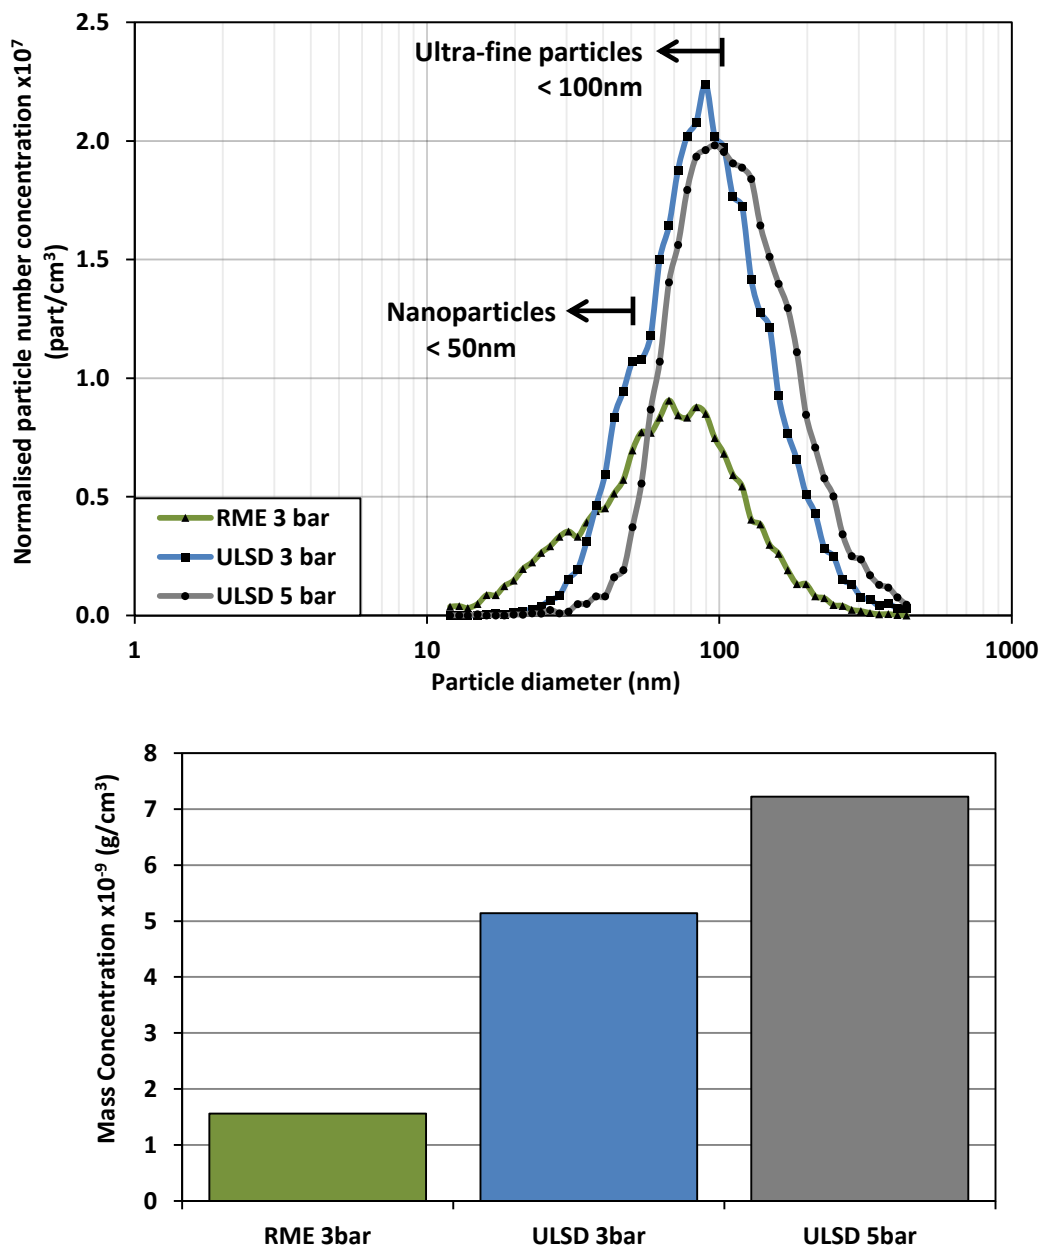 Normalised particle number concentration x10⁷
(part/cm³)
2.5
2.0
1.5
1.0
0.5
0.0
Ultra-fine particles
< 100nm
Nanoparticles
< 50nm
RME 3 bar
ULSD 3 bar
ULSD 5 bar
1
10
100
1000
Particle diameter (nm)
Mass Concentration x10⁻⁹ (g/cm³)
8
7
6
5
4
3
2
1
0
RME 3bar
ULSD 3bar
ULSD 5bar